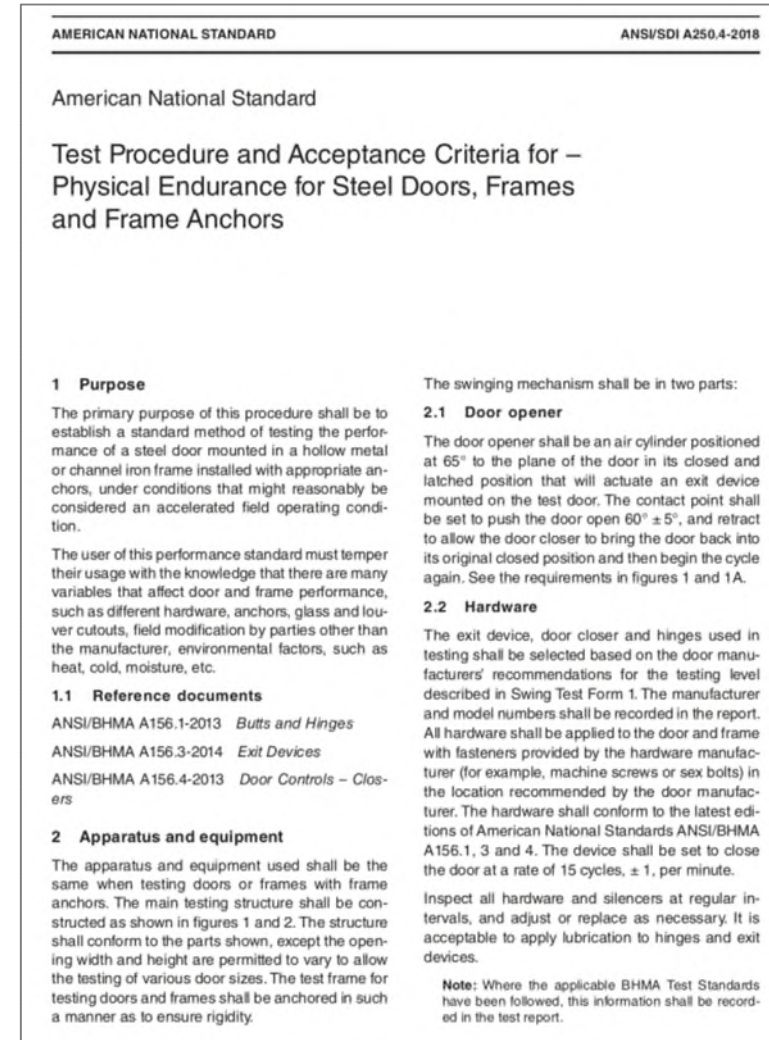 AMERICAN NATIONAL STANDARD ANSI/SDI A250.4-2018
American National Standard
Test Procedure and Acceptance Criteria for –
Physical Endurance for Steel Doors, Frames
and Frame Anchors
1 Purpose
The primary purpose of this procedure shall be to
establish a standard method of testing the perfor-
mance of a steel door mounted in a hollow metal
or channel iron frame installed with appropriate an-
chors, under conditions that might reasonably be
considered an accelerated field operating condi-
tion.
The user of this performance standard must temper
their usage with the knowledge that there are many
variables that affect door and frame performance,
such as different hardware, anchors, glass and lou-
ver cutouts, field modification by parties other than
the manufacturer, environmental factors, such as
heat, cold, moisture, etc.
1.1 Reference documents
ANSI/BHMA A156.1-2013 Butts and Hinges
ANSI/BHMA A156.3-2014 Exit Devices
ANSI/BHMA A156.4-2013 Door Controls – Clos-
ers
2 Apparatus and equipment
The apparatus and equipment used shall be the
same when testing doors or frames with frame
anchors. The main testing structure shall be con-
structed as shown in figures 1 and 2. The structure
shall conform to the parts shown, except the open-
ing width and height are permitted to vary to allow
the testing of various door sizes. The test frame for
testing doors and frames shall be anchored in such
a manner as to ensure rigidity.
The swinging mechanism shall be in two parts:
2.1 Door opener
The door opener shall be an air cylinder positioned
at 65° to the plane of the door in its closed and
latched position that will actuate an exit device
mounted on the test door. The contact point shall
be set to push the door open 60° ± 5°, and retract
to allow the door closer to bring the door back into
its original closed position and then begin the cycle
again. See the requirements in figures 1 and 1A.
2.2 Hardware
The exit device, door closer and hinges used in
testing shall be selected based on the door manu-
facturers' recommendations for the testing level
described in Swing Test Form 1. The manufacturer
and model numbers shall be recorded in the report.
All hardware shall be applied to the door and frame
with fasteners provided by the hardware manufac-
turer (for example, machine screws or sex bolts) in
the location recommended by the door manufac-
turer. The hardware shall conform to the latest edi-
tions of American National Standards ANSI/BHMA
A156.1, 3 and 4. The device shall be set to close
the door at a rate of 15 cycles, ± 1, per minute.
Inspect all hardware and silencers at regular in-
tervals, and adjust or replace as necessary. It is
acceptable to apply lubrication to hinges and exit
devices.
Note: Where the applicable BHMA Test Standards
have been followed, this information shall be record-
ed in the test report.